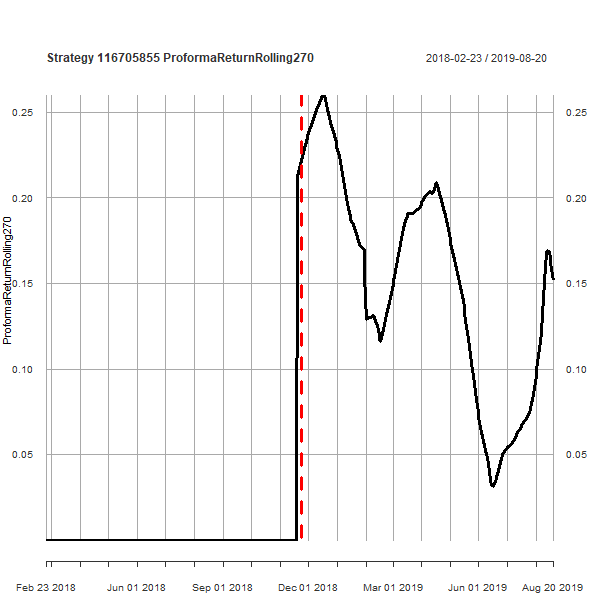 Strategy 116705855 ProformaReturnRolling270 2018-02-23 / 2019-08-20
ProformaReturnRolling270
0.25 0.25
0.20 0.20
0.15 0.15
0.10 0.10
0.05 0.05
Feb 23 2018 Jun 01 2018 Sep 01 2018 Dec 01 2018 Mar 01 2019 Jun 01 2019 Aug 20 2019